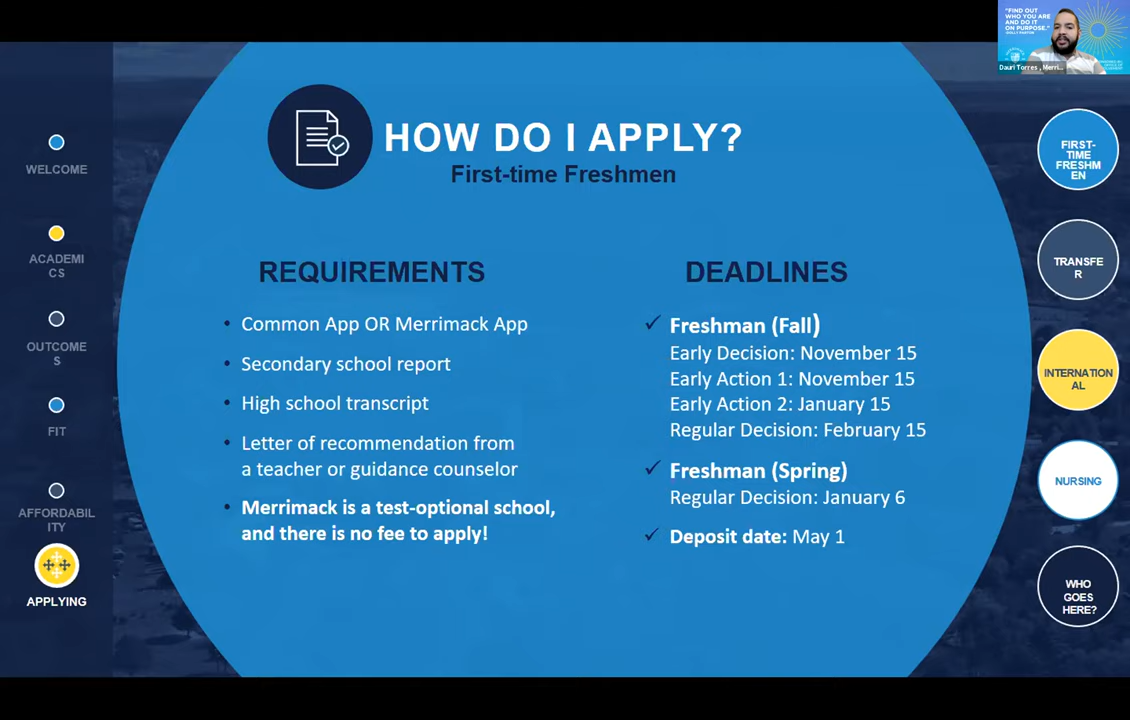 "FIND OUT
WHO YOU ARE
AND DO IT
ON PURPOSE."
Dauri Torres , Merri...
HOW DO I APPLY?
First-time Freshmen
WELCOME
ACADEMI
CS
OUTCOME
S
FIT
AFFORDABIL
ITY
APPLYING
REQUIREMENTS
• Common App OR Merrimack App
• Secondary school report
• High school transcript
• Letter of recommendation from
a teacher or guidance counselor
• Merrimack is a test-optional school,
and there is no fee to apply!
DEADLINES
✓ Freshman (Fall)
Early Decision: November 15
Early Action 1: November 15
Early Action 2: January 15
Regular Decision: February 15
✓ Freshman (Spring)
Regular Decision: January 6
✓ Deposit date: May 1
FIRST-
TIME
FRESHM
EN
TRANSFE
R
INTERNATION
AL
NURSING
WHO
GOES
HERE?